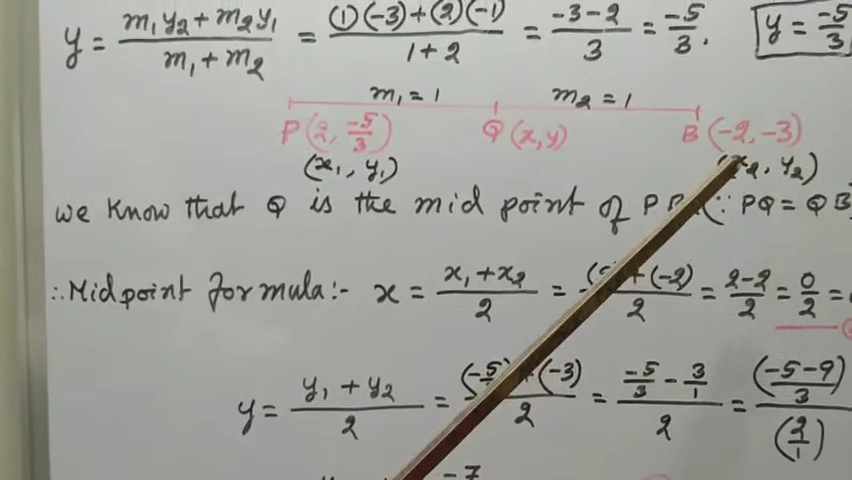 y = m₁y₂ + m₂y₁ / m₁ + m₂ = (1)(-3) + (2)(-1) / 1 + 2 = -3 - 2 / 3 = -5/3. y = -5/3
m₁ = 1 m₂ = 1
P(2, -5/3) Q(x, y) B(-2, -3)
(x₁, y₁) (x₂, y₂)
we know that Q is the mid point of PB (∵ PQ = QB
∴ Midpoint formula:- x = x₁ + x₂ / 2 = + (-2) / 2 = 2 - 2 / 2 = 0/2 =
y = y₁ + y₂ / 2 = (-5 + (-3) / 2 = -5/3 - 3/1 / 2 = (-5 - 9 / 3) / (2/1)
-7